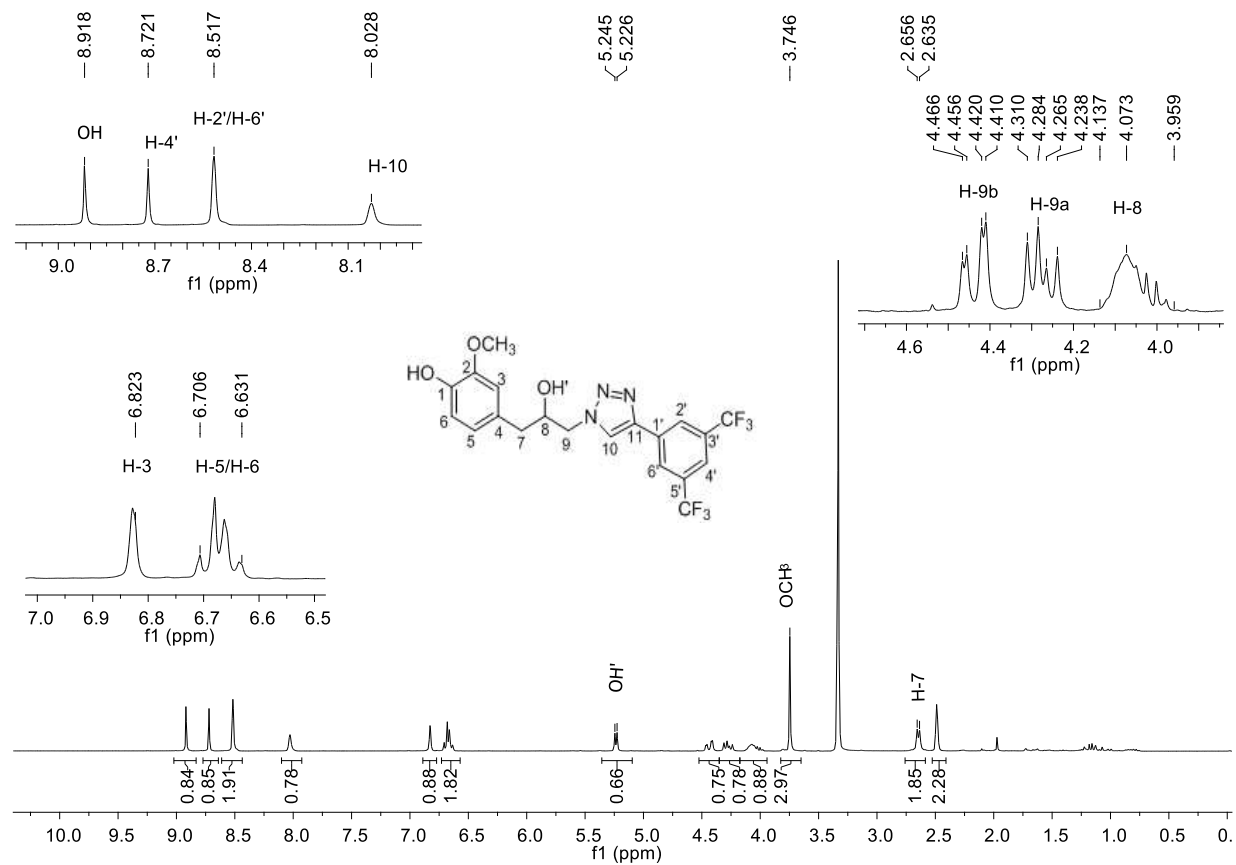 8.918
8.721
8.517
8.028
5.245
5.226
3.746
2.656
2.635
4.466
4.456
4.420
4.410
4.310
4.284
4.265
4.238
4.137
4.073
3.959
OH
H-4'
H-2'/H-6'
H-10
9.0 8.7 8.4 8.1
f1 (ppm)
H-9b
H-9a
H-8
4.6 4.4 4.2 4.0
f1 (ppm)
6.823
6.706
6.631
H-3
H-5/H-6
7.0 6.9 6.8 6.7 6.6 6.5
f1 (ppm)
OCH3
HO
1
2
3
4
5
6
7
8
9
OH'
N
N=N
10
11
1'
2'
3'
4'
5'
6'
CF3
CF3
OH'
OCH3
H-7
0.84
0.85
1.91
0.78
0.88
1.82
0.66
0.75
0.78
0.88
2.97
1.85
2.28
10.0 9.5 9.0 8.5 8.0 7.5 7.0 6.5 6.0 5.5 5.0 4.5 4.0 3.5 3.0 2.5 2.0 1.5 1.0 0.5 0.
f1 (ppm)